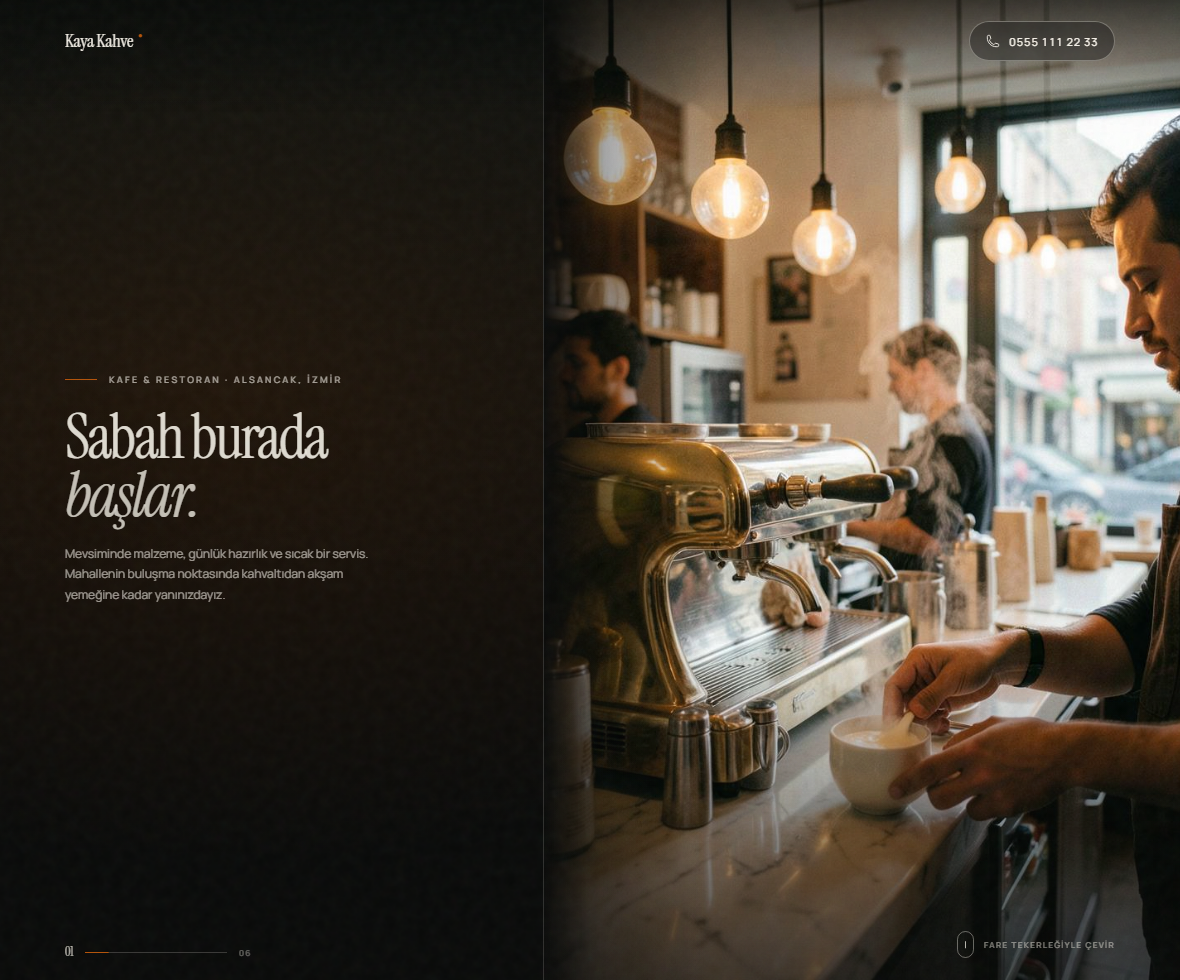 Kaya Kahve
0555 111 22 33
KAFE & RESTORAN · ALSANCAK, İZMİR
Sabah burada
başlar.
Mevsiminde malzeme, günlük hazırlık ve sıcak bir servis.
Mahallenin buluşma noktasında kahvaltıdan akşam
yemeğine kadar yanınızdayız.
01
06
FARE TEKERLEĞİYLE ÇEVİR